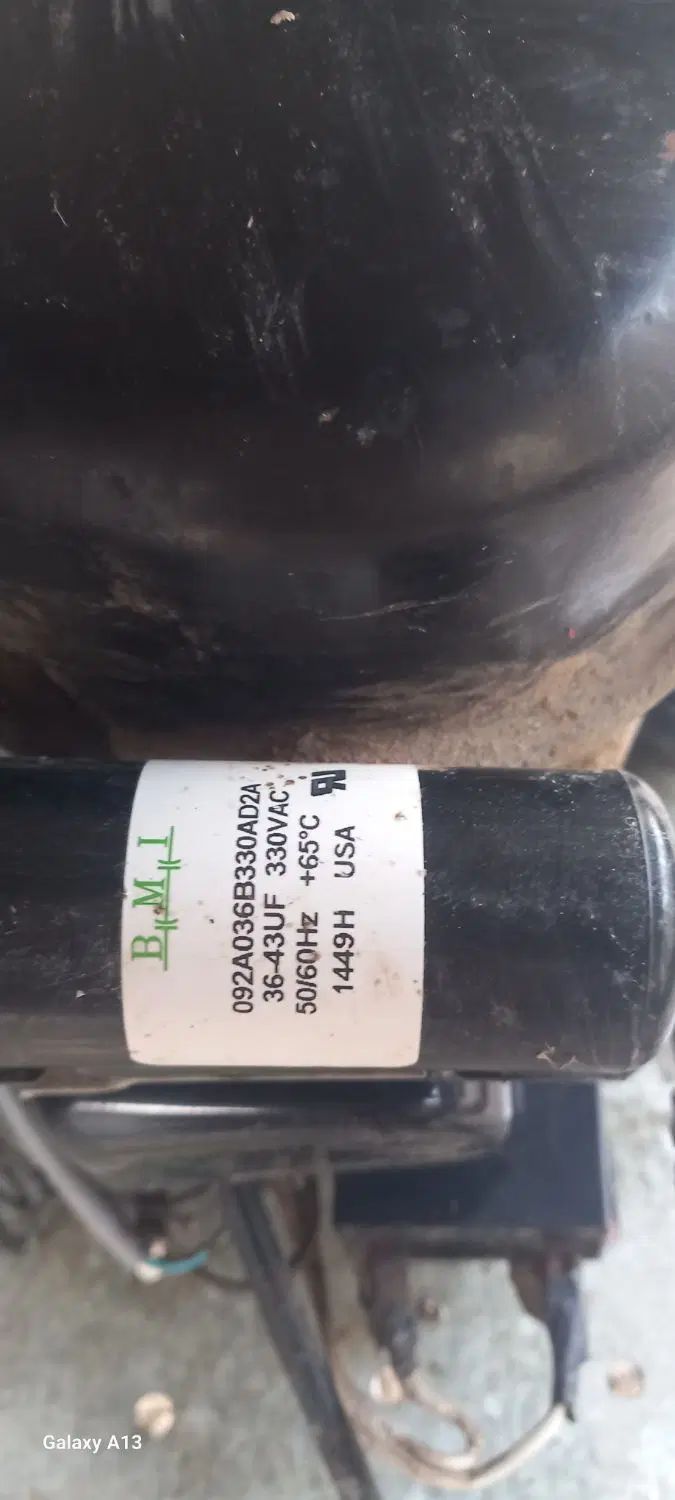 BMI
092A036B330AD2A
36-43UF 330VAC
50/60Hz +65°C
1449H USA
Galaxy A13